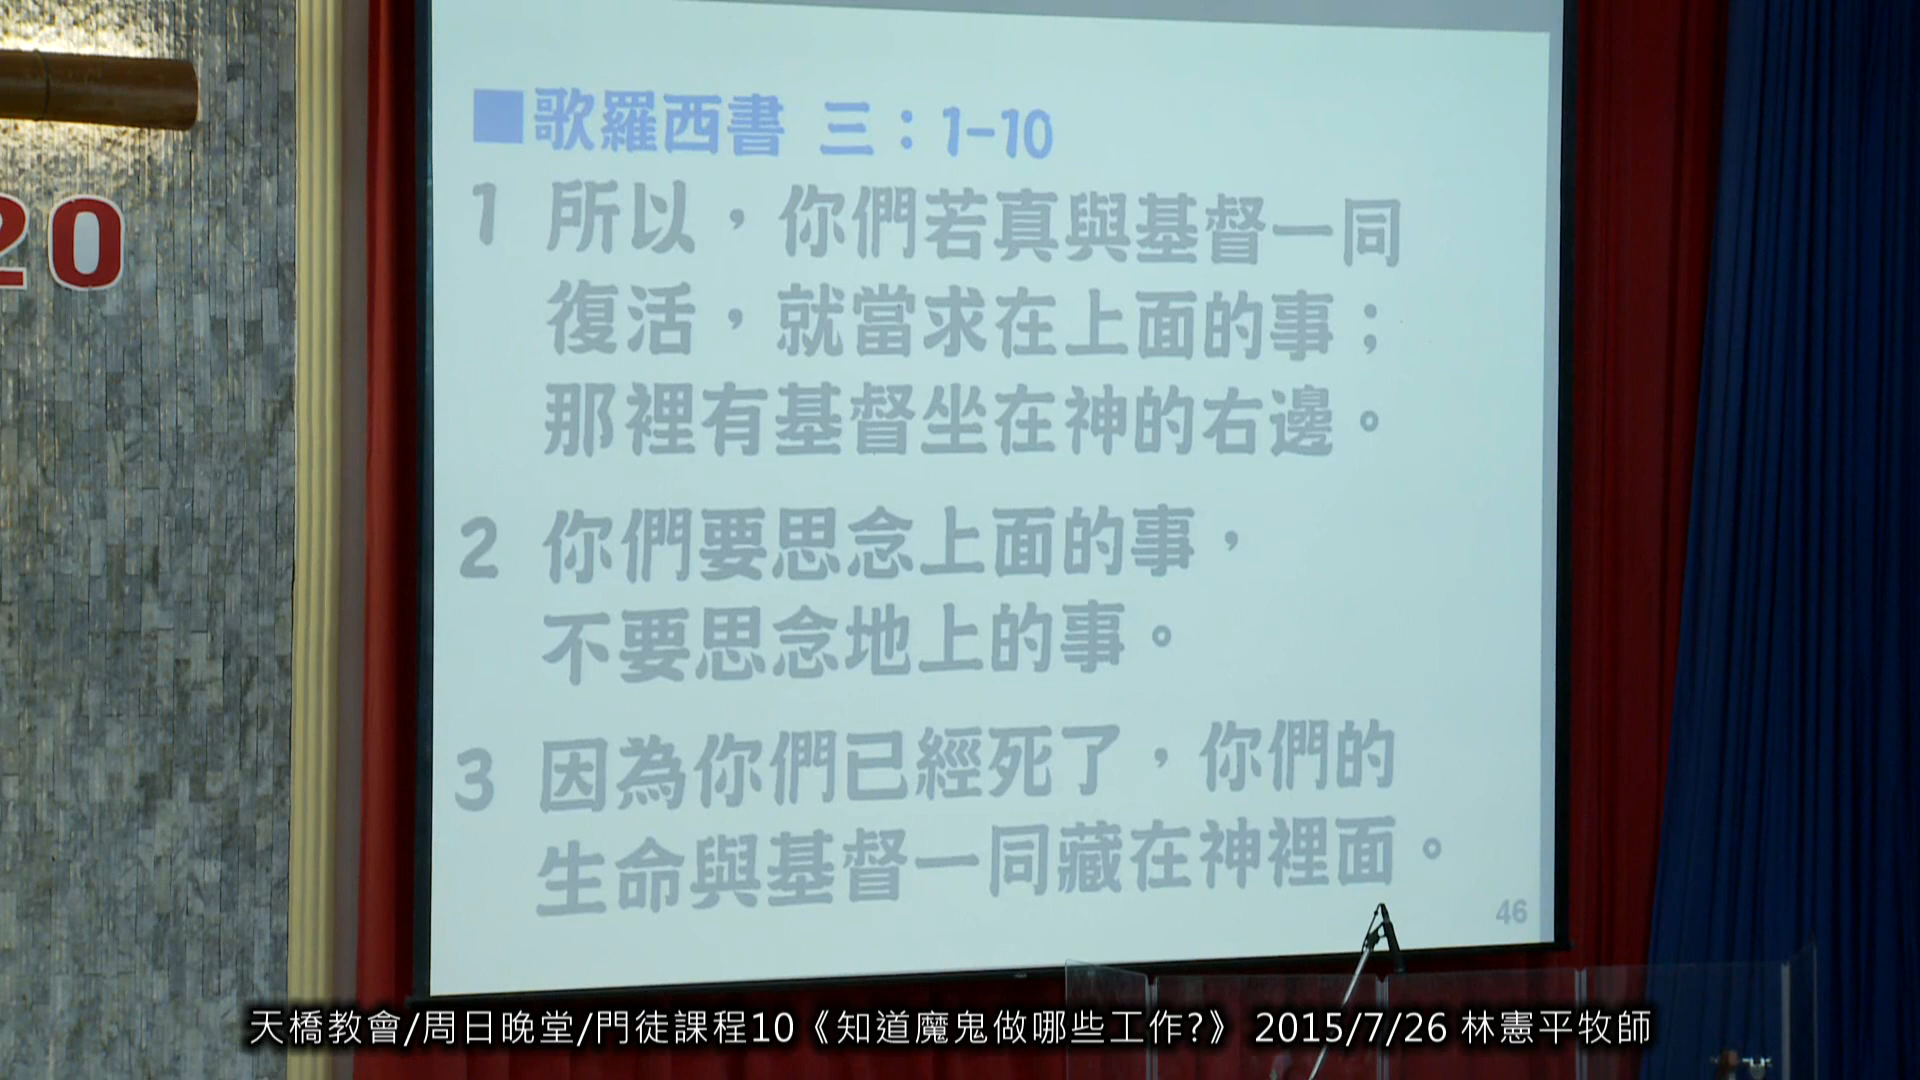 20
■歌羅西書 三：1-10
1 所以，你們若真與基督一同
復活，就當求在上面的事；
那裡有基督坐在神的右邊。
2 你們要思念上面的事，
不要思念地上的事。
3 因為你們已經死了，你們的
生命與基督一同藏在神裡面。
46
天橋教會/周日晚堂/門徒課程10《知道魔鬼做哪些工作?》 2015/7/26 林憲平牧師